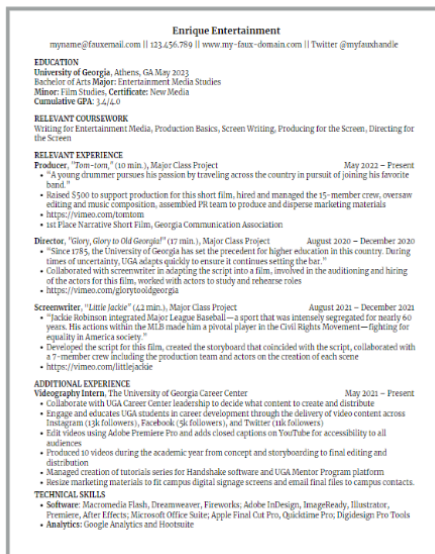 Enrique Entertainment
myname@fauxemail.com || 123.456.789 || www.my-faux-domain.com || Twitter @myfauxhandle
EDUCATION
University of Georgia, Athens, GA May 2023
Bachelor of Arts Major: Entertainment Media Studies
Minor: Film Studies, Certificate: New Media
Cumulative GPA: 3.4/4.0
RELEVANT COURSEWORK
Writing for Entertainment Media, Production Basics, Screen Writing, Producing for the Screen, Directing for
the Screen
RELEVANT EXPERIENCE
Producer, "Tom-tom," (10 min.), Major Class Project May 2022 – Present
• "A young drummer pursues his passion by traveling across the country in pursuit of joining his favorite
band."
• Raised $500 to support production for this short film, hired and managed the 15-member crew, oversaw
editing and music composition, assembled PR team to produce and disperse marketing materials
• https://vimeo.com/tomtom
• 1st Place Narrative Short Film, Georgia Communication Association
Director, "Glory, Glory to Old Georgia!" (17 min.), Major Class Project August 2020 – December 2020
• "Since 1785, the University of Georgia has set the precedent for higher education in this country. During
times of uncertainty, UGA adapts quickly to ensure it continues setting the bar."
• Collaborated with screenwriter in adapting the script into a film, involved in the auditioning and hiring
of the actors for this film, worked with actors to study and rehearse roles
• https://vimeo.com/glorytooldgeorgia
Screenwriter, "Little Jackie" (42 min.), Major Class Project August 2021 – December 2021
• "Jackie Robinson integrated Major League Baseball—a sport that was intensely segregated for nearly 60
years. His actions within the MLB made him a pivotal player in the Civil Rights Movement—fighting for
equality in America society."
• Developed the script for this film, created the storyboard that coincided with the script, collaborated with
a 7-member crew including the production team and actors on the creation of each scene
• https://vimeo.com/littlejackie
ADDITIONAL EXPERIENCE
Videography Intern, The University of Georgia Career Center May 2021 – Present
• Collaborate with UGA Career Center leadership to decide what content to create and distribute
• Engage and educates UGA students in career development through the delivery of video content across
Instagram (13k followers), Facebook (5k followers), and Twitter (11k followers)
• Edit videos using Adobe Premiere Pro and adds closed captions on YouTube for accessibility to all
audiences
• Produced 10 videos during the academic year from concept and storyboarding to final editing and
distribution
• Managed creation of tutorials series for Handshake software and UGA Mentor Program platform
• Resize marketing materials to fit campus digital signage screens and email final files to campus contacts.
TECHNICAL SKILLS
• Software: Macromedia Flash, Dreamweaver, Fireworks; Adobe InDesign, ImageReady, Illustrator,
Premiere, After Effects; Microsoft Office Suite; Apple Final Cut Pro, Quicktime Pro; Digidesign Pro Tools
• Analytics: Google Analytics and Hootsuite